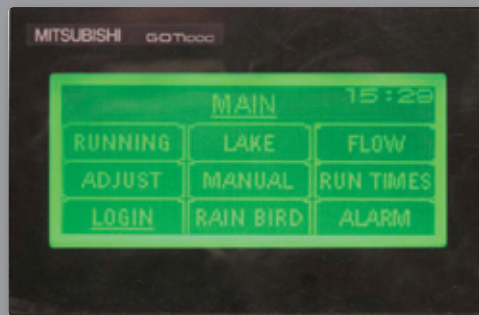 MITSUBISHI GOT1000
MAIN 15:28
RUNNING LAKE FLOW
ADJUST MANUAL RUN TIMES
LOGIN RAIN BIRD ALARM